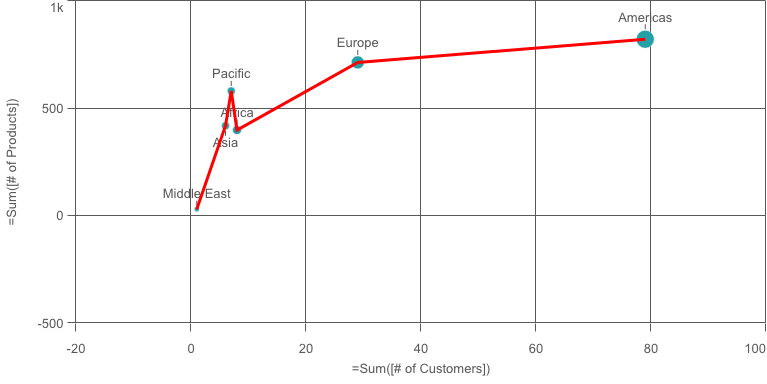 1k
Americas
Europe
Pacific
500
Africa
Asia
Middle East
0
-500
-20
0
20
40
60
80
100
=Sum([# of Customers])
=Sum([# of Products])